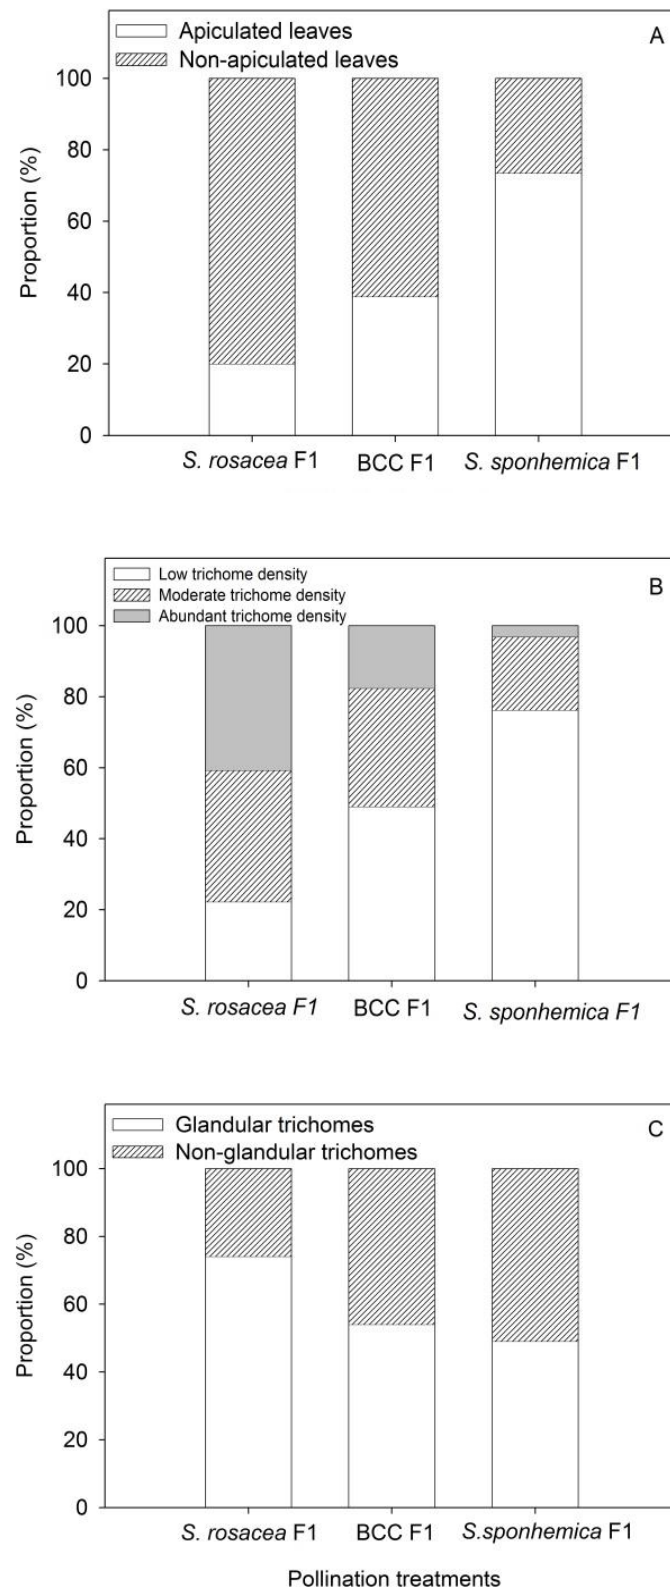 Apiculated leaves
A
Non-apiculated leaves
100
80
60
40
20
0
Proportion (%)
S. rosacea F1 BCC F1 S. sponhemica F1
Low trichome density
B
Moderate trichome density
Abundant trichome density
100
80
60
40
20
0
Proportion (%)
S. rosacea F1 BCC F1 S. sponhemica F1
Glandular trichomes
C
Non-glandular trichomes
100
80
60
40
20
0
Proportion (%)
S. rosacea F1 BCC F1 S.sponhemica F1
Pollination treatments